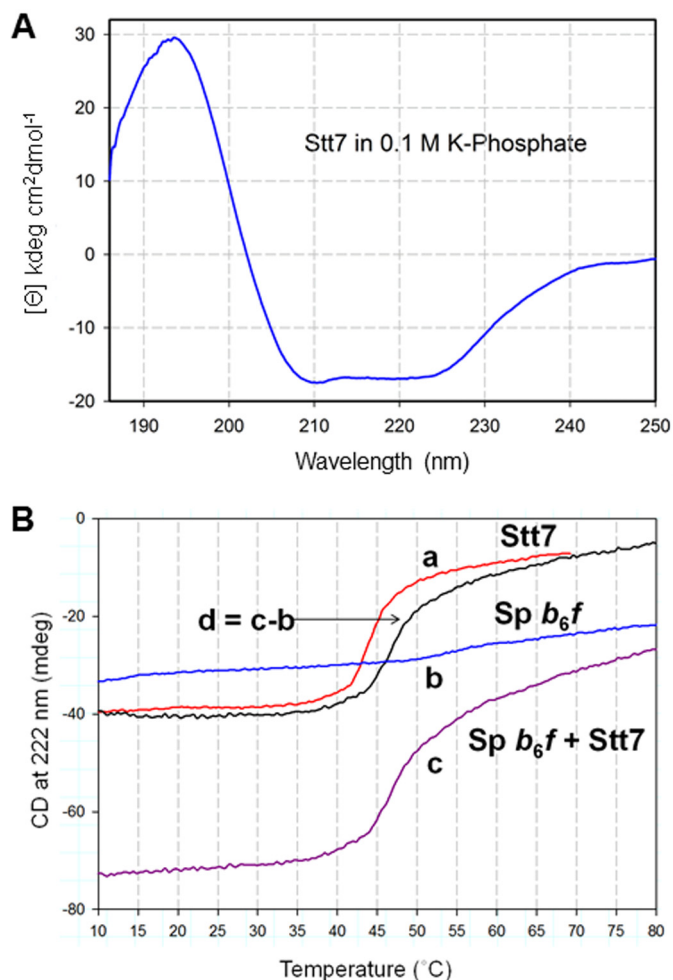 A
[Θ] kdeg cm²dmol⁻¹
30
20
10
0
-10
-20
Stt7 in 0.1 M K-Phosphate
190 200 210 220 230 240 250
Wavelength (nm)
B
CD at 222 nm (mdeg)
0
-20
-40
-60
-80
Stt7
a
d = c-b
Sp b₆f
b
Sp b₆f + Stt7
c
10 15 20 25 30 35 40 45 50 55 60 65 70 75 80
Temperature (°C)